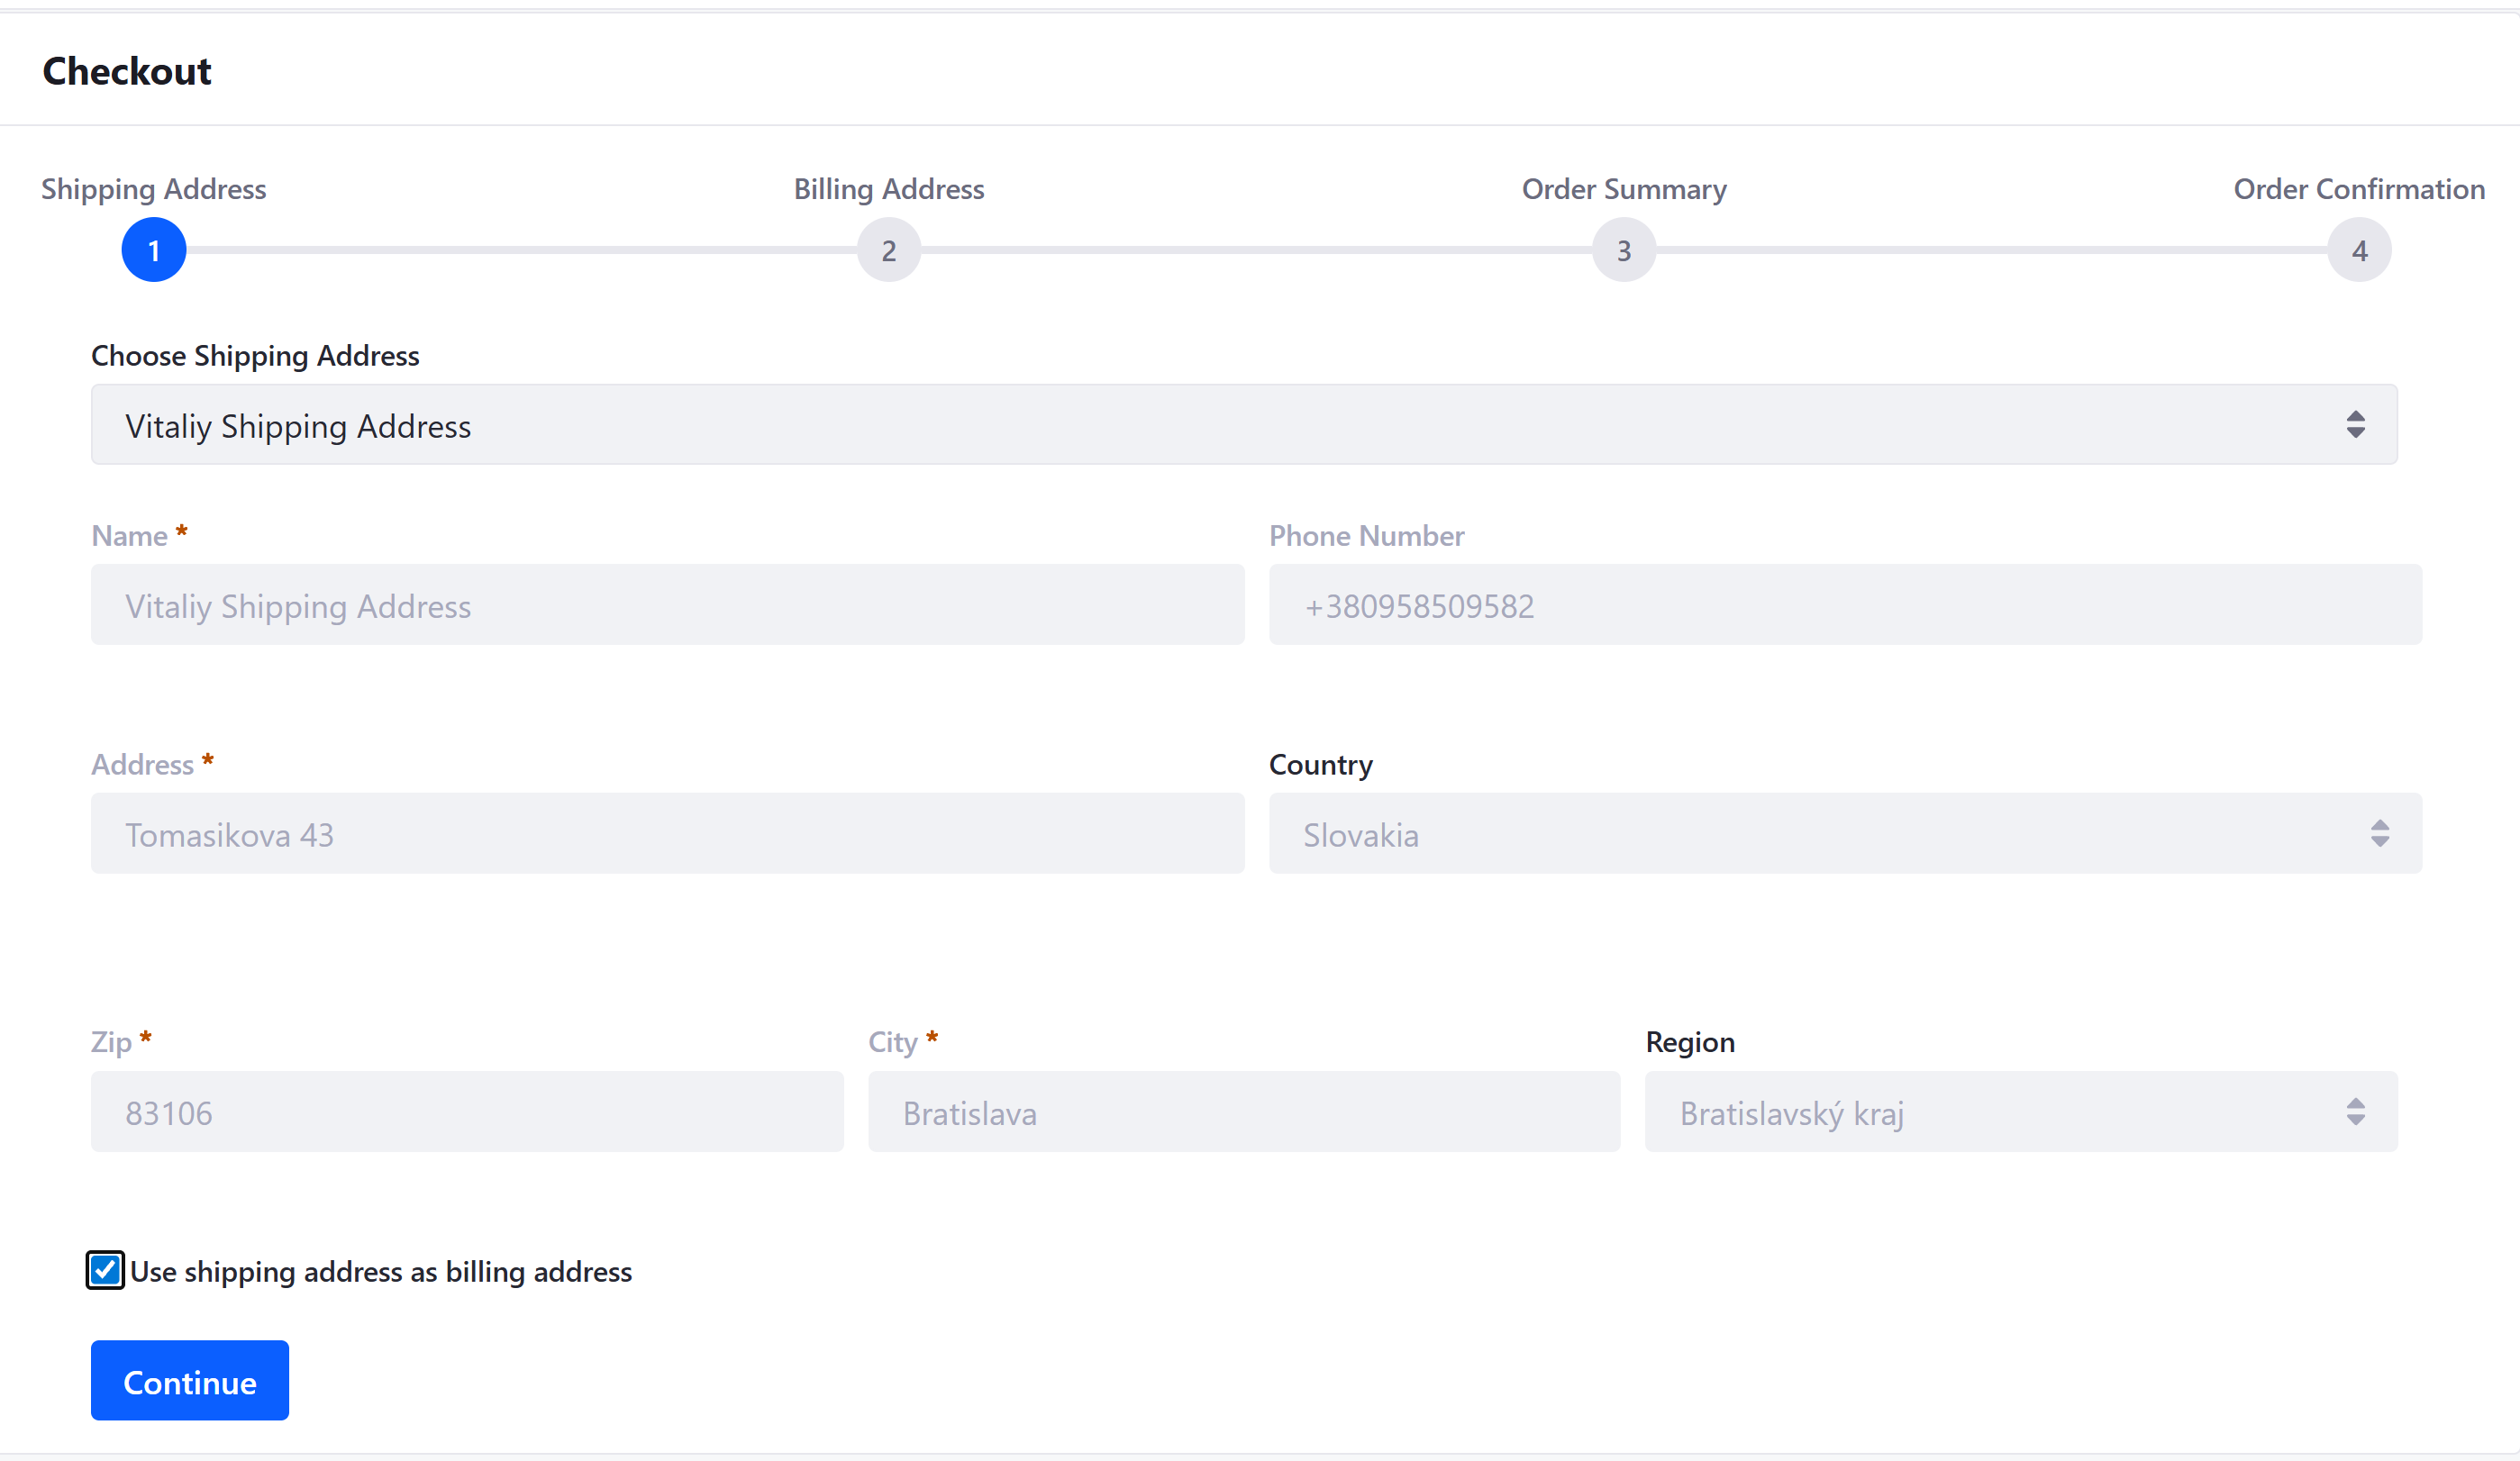 Checkout
Shipping Address
Billing Address
Order Summary
Order Confirmation
1
2
3
4
Choose Shipping Address
Vitaliy Shipping Address
Name *
Phone Number
Vitaliy Shipping Address
+380958509582
Address *
Country
Tomasikova 43
Slovakia
Zip *
City *
Region
83106
Bratislava
Bratislavský kraj
Use shipping address as billing address
Continue